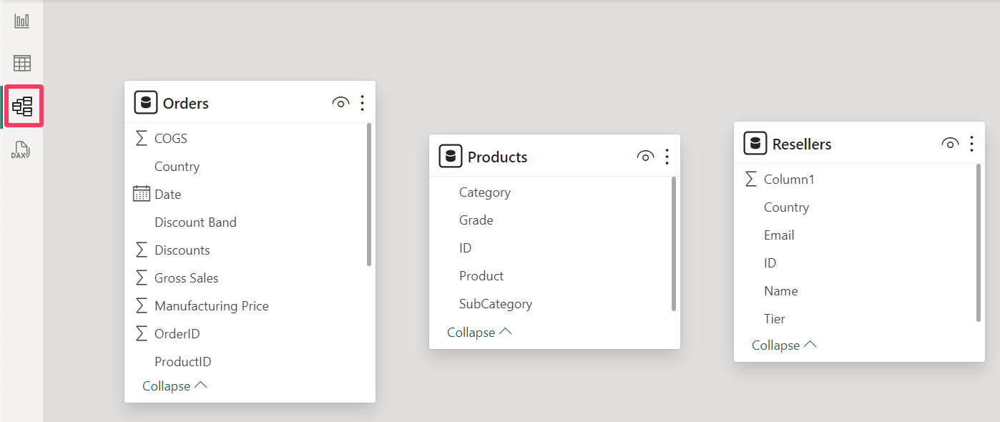 DAX
Orders
COGS
Country
Date
Discount Band
Discounts
Gross Sales
Manufacturing Price
OrderID
ProductID
Collapse
Products
Category
Grade
ID
Product
SubCategory
Collapse
Resellers
Column1
Country
Email
ID
Name
Tier
Collapse